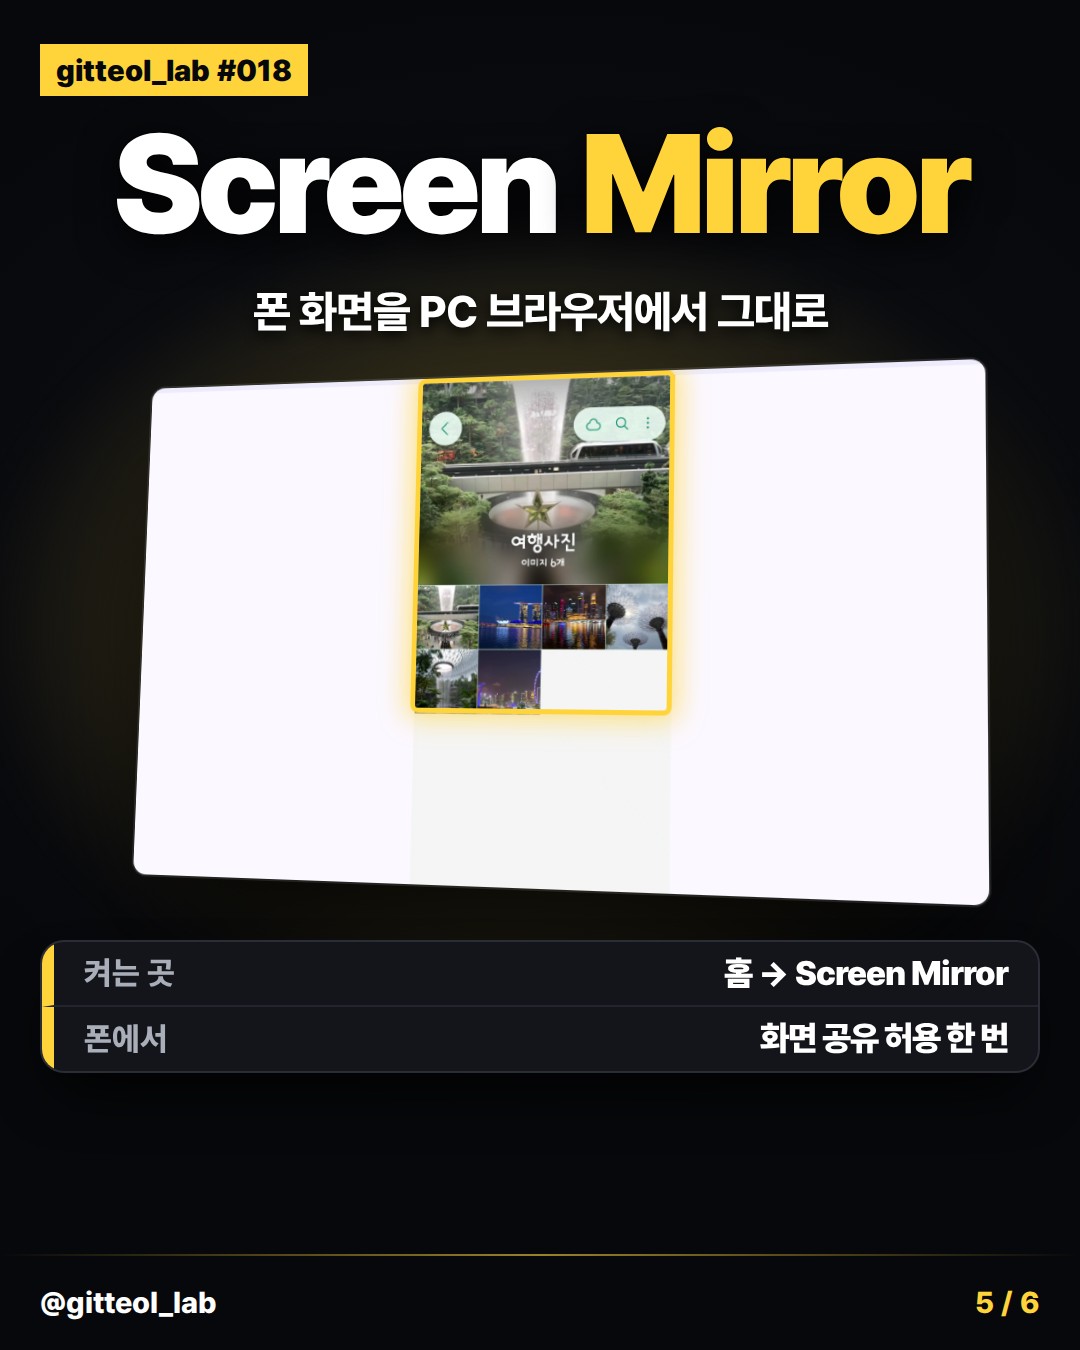 gitteol_lab #018
Screen Mirror
폰 화면을 PC 브라우저에서 그대로
여행사진
이미지 6개
켜는 곳
홈 → Screen Mirror
폰에서
화면 공유 허용 한 번
@gitteol_lab
5 / 6